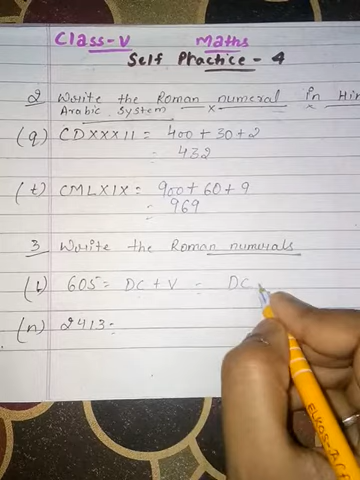 Class-V Maths
Self Practice - 4
2 Write the Roman numeral in Hin
Arabic System
(q) CDXXXII = 400 + 30 + 2
= 432
(t) CMLXIX = 900 + 60 + 9
= 969
3 Write the Roman numerals
(l) 605 = DC + V = DC
(n) 2413 =